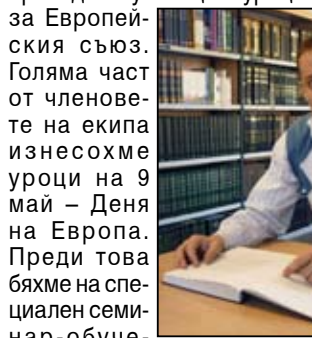 за Европей-
ския съюз.
Голяма част
от членове-
те на екипа
изнесохме
уроци на 9
май – Деня
на Европа.
Преди това
бяхме на спе-
циален семи-
нар-обуче-